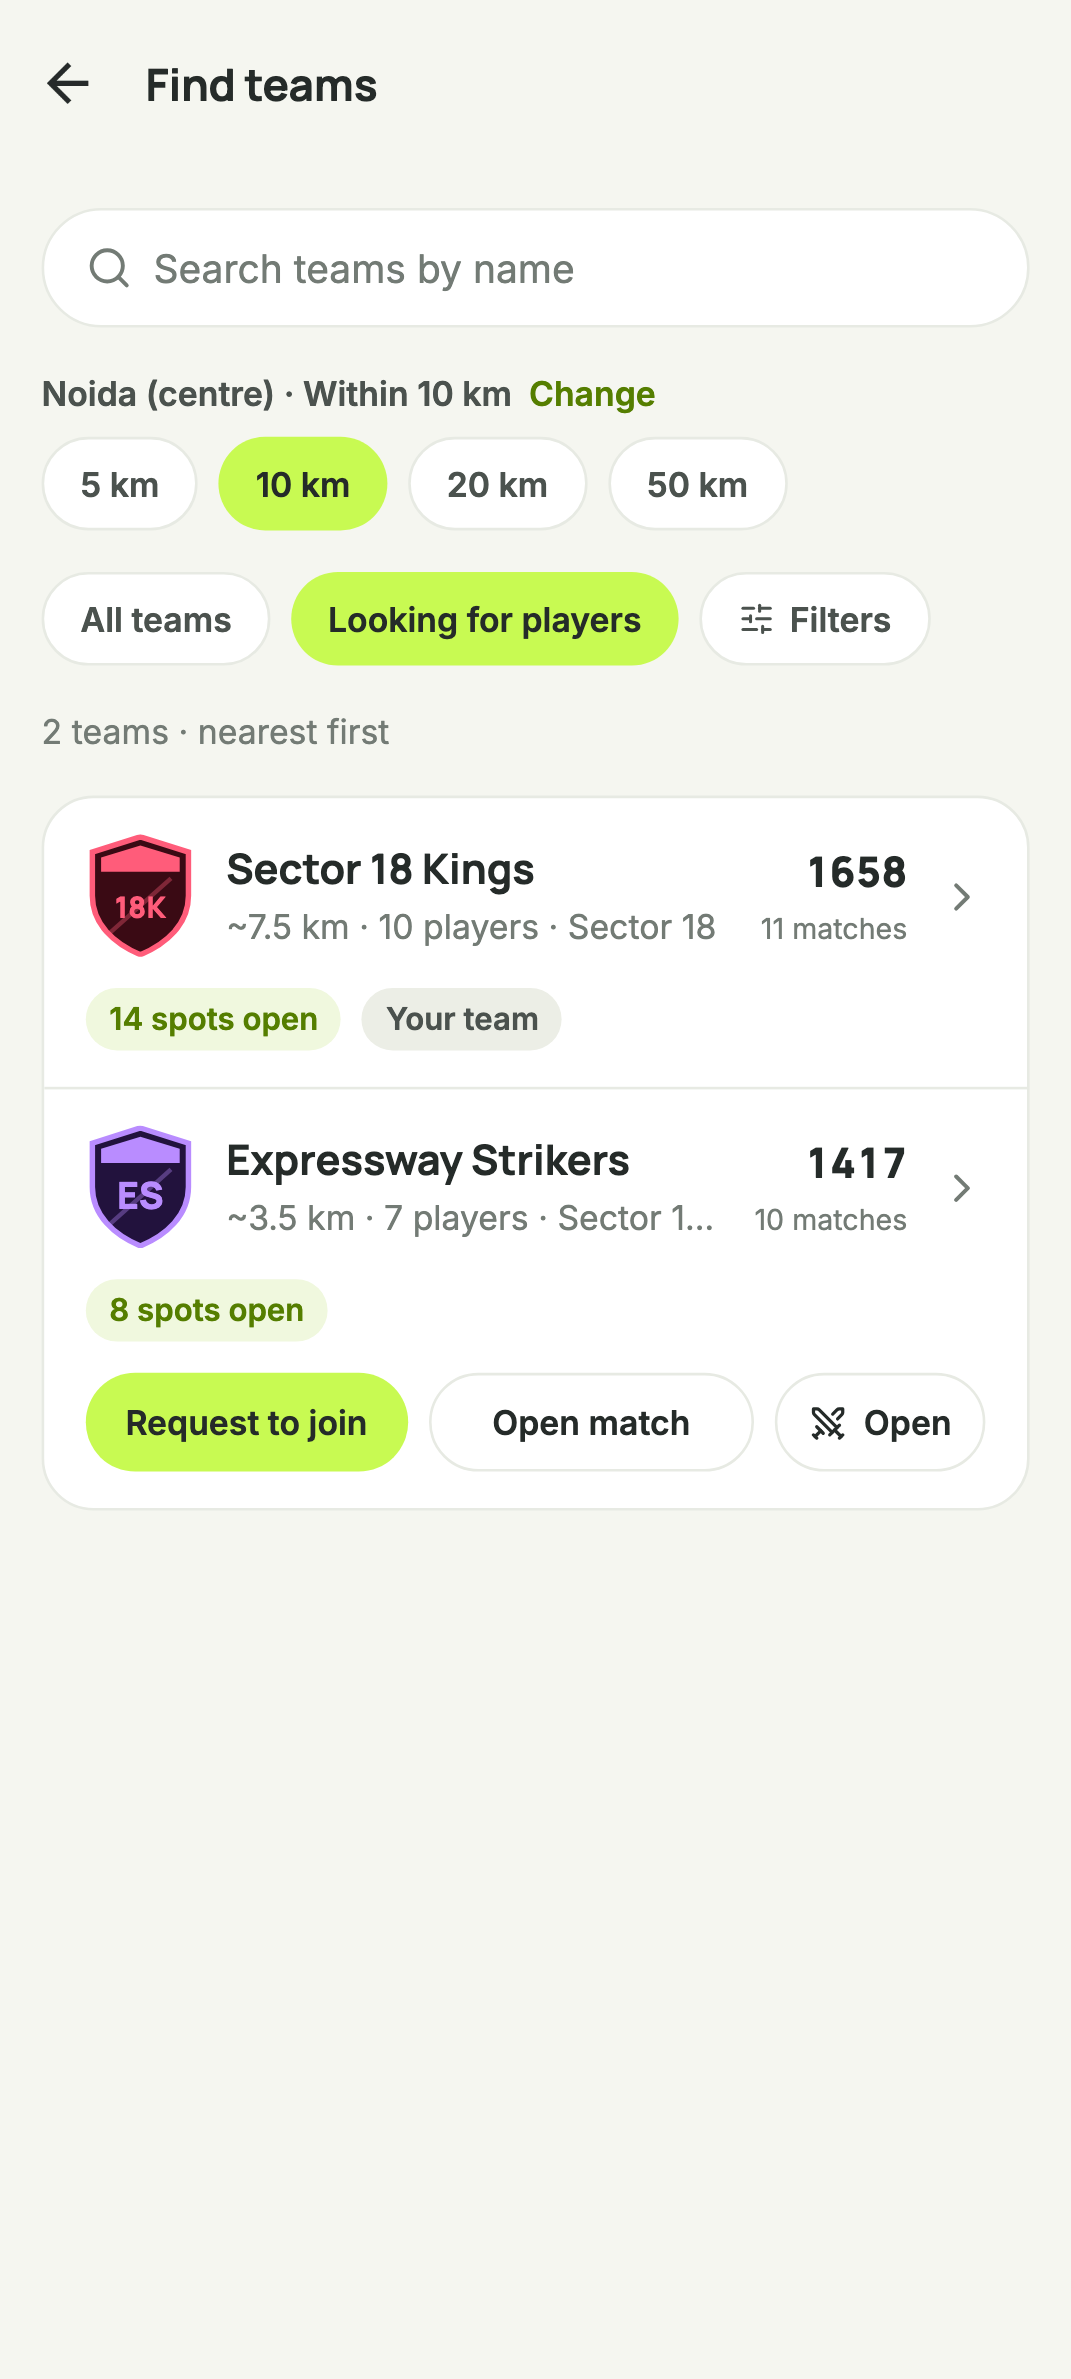 Find teams
Search teams by name
Noida (centre) · Within 10 km Change
5 km 10 km 20 km 50 km
All teams Looking for players Filters
2 teams · nearest first
18K
Sector 18 Kings 1658
~7.5 km · 10 players · Sector 18 11 matches
14 spots open Your team
ES
Expressway Strikers 1417
~3.5 km · 7 players · Sector 1... 10 matches
8 spots open
Request to join Open match Open